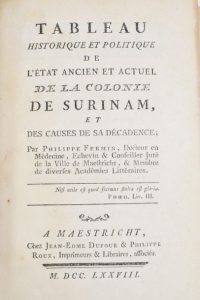 TABLEAU
HISTORIQUE ET POLITIQUE
DE
L'ÉTAT ANCIEN ET ACTUEL
DE LA COLONIE
DE SURINAM,
ET
DES CAUSES DE SA DÉCADENCE;
Par PHILIPPE FERMIN, Docteur en
Médecine, Echevin & Conseiller Juré
de la Ville de Maestricht, & Membre
de diverses Académies Littéraires.
Nisi utile est quod facimus stulta est gloria.
PHÆD. Liv. III.
A MAESTRICHT,
Chez JEAN-EDME DUFOUR & PHILIPPE
ROUX, Imprimeurs & Libraires, associés.
M. DCC. LXXVIII.